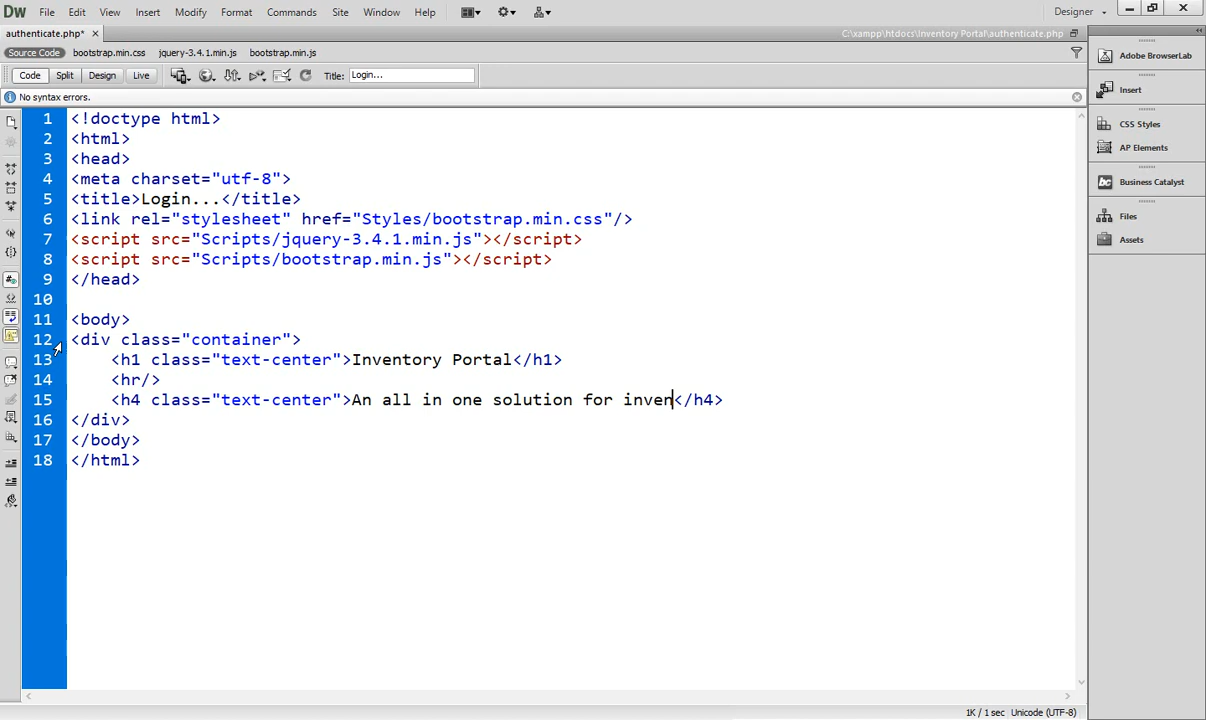 DW File Edit View Insert Modify Format Commands Site Window Help Designer
authenticate.php* C:\xampp\htdocs\Inventory Portal\authenticate.php
Source Code bootstrap.min.css jquery-3.4.1.min.js bootstrap.min.js
Code Split Design Live Title: Login...
No syntax errors.
1 <!doctype html>
2 <html>
3 <head>
4 <meta charset="utf-8">
5 <title>Login...</title>
6 <link rel="stylesheet" href="Styles/bootstrap.min.css"/>
7 <script src="Scripts/jquery-3.4.1.min.js"></script>
8 <script src="Scripts/bootstrap.min.js"></script>
9 </head>
10
11 <body>
12 <div class="container">
13 <h1 class="text-center">Inventory Portal</h1>
14 <hr/>
15 <h4 class="text-center">An all in one solution for inven</h4>
16 </div>
17 </body>
18 </html>
1K / 1 sec Unicode (UTF-8)
Adobe BrowserLab
Insert
CSS Styles
AP Elements
bc Business Catalyst
Files
Assets